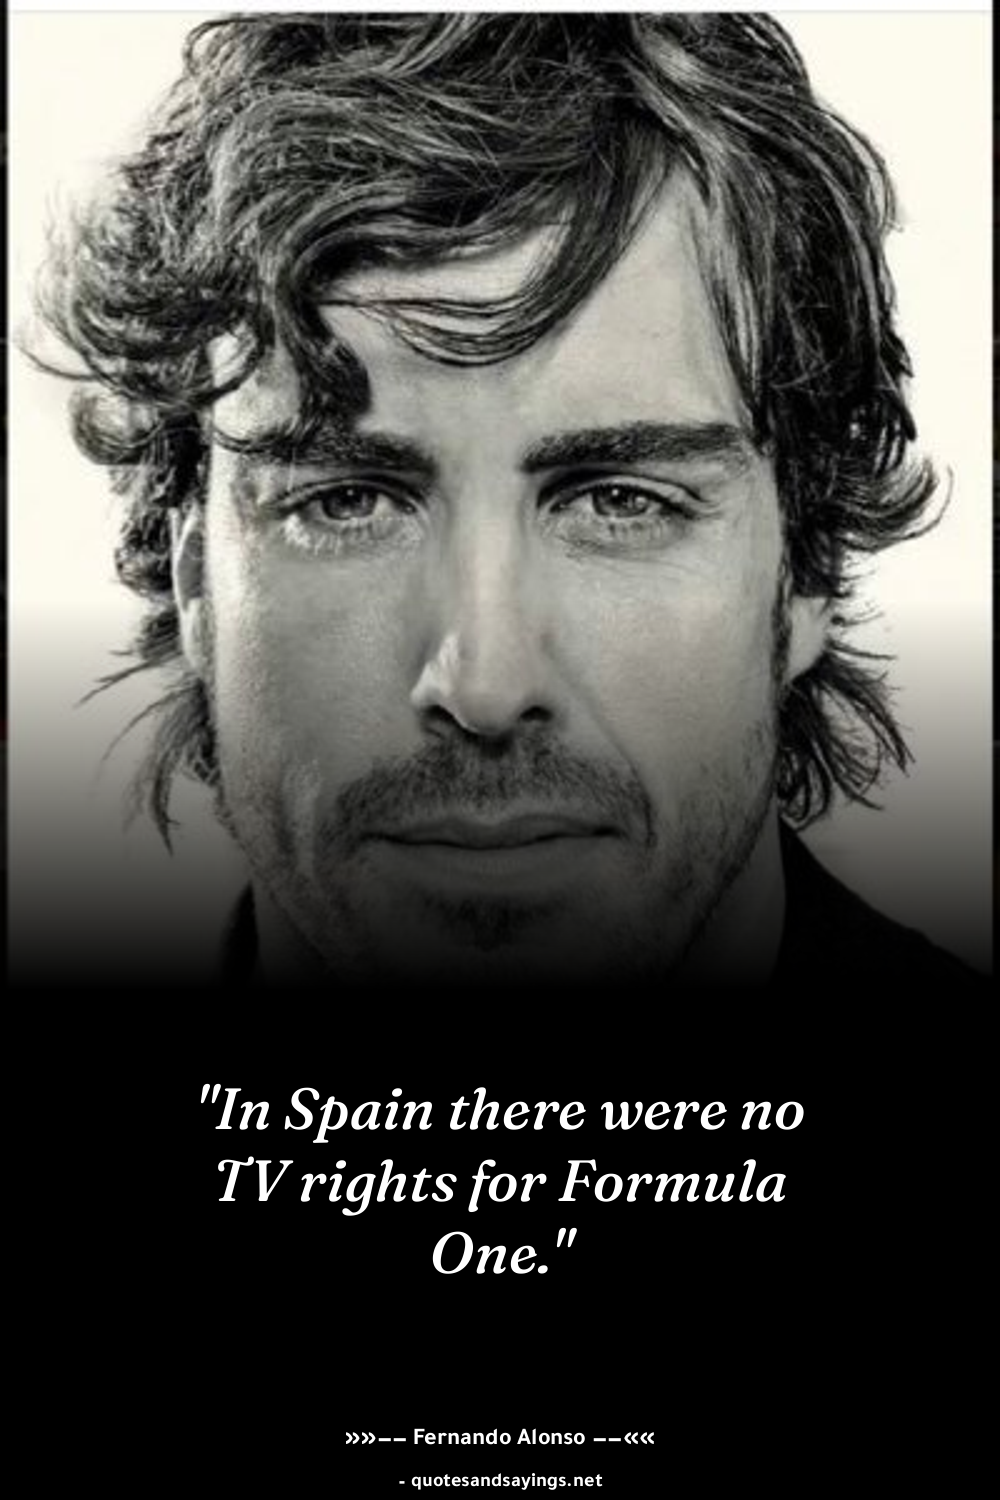 "In Spain there were no
TV rights for Formula
One."
»»–– Fernando Alonso ––««
- quotesandsayings.net